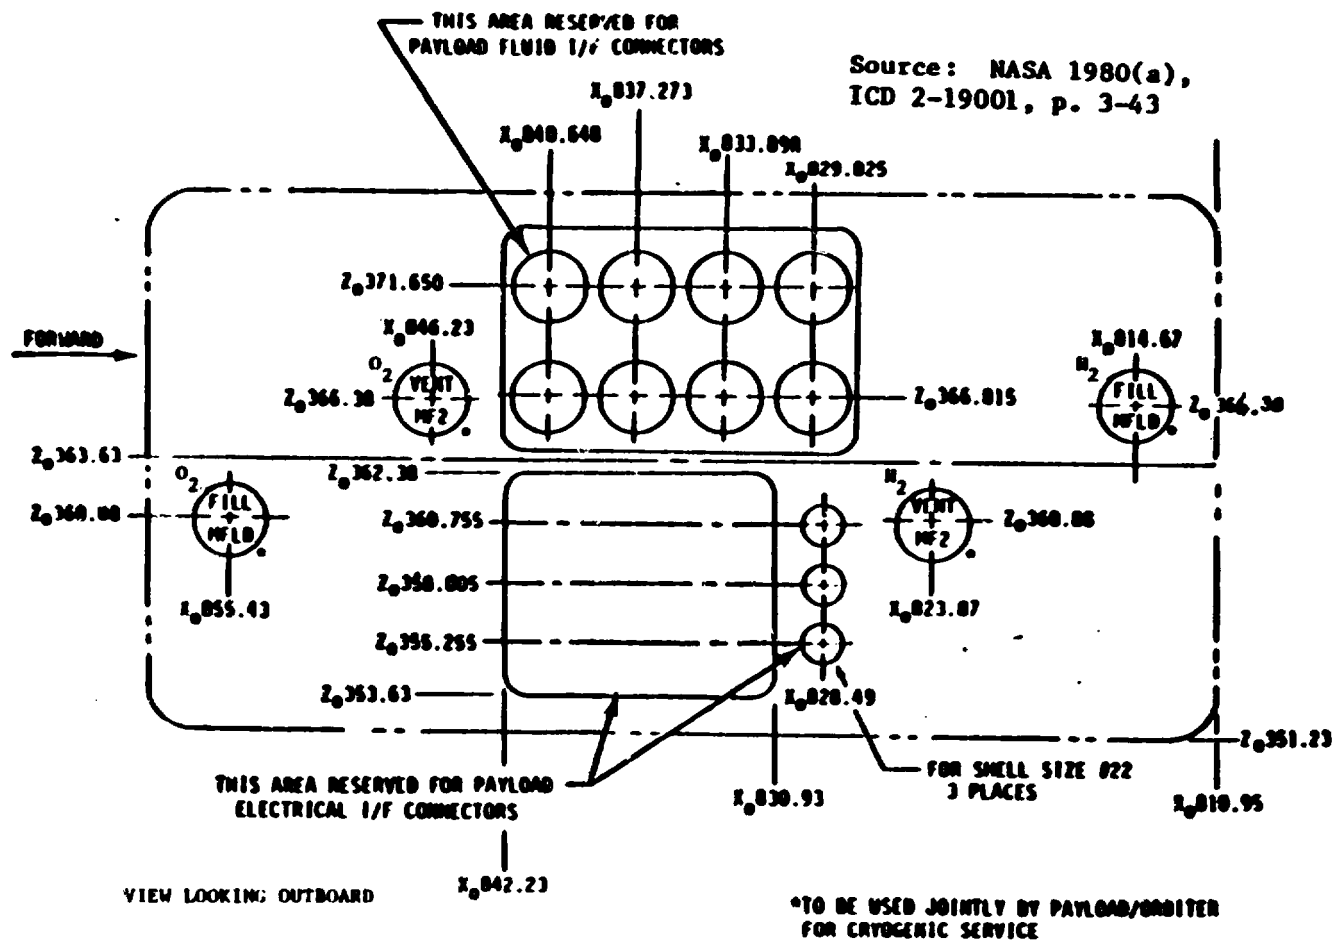 THIS AREA RESERVED FOR
PAYLOAD FLUID I/F CONNECTORS
Source: NASA 1980(a),
ICD 2-19001, p. 3-43
X₀837.273
X₀840.648
X₀833.898
X₀829.825
Z₀371.650
FORWARD
X₀846.23
X₀814.67
O₂
VENT
MF2
*
H₂
FILL
MFLD
*
Z₀366.38
Z₀366.815
Z₀366.38
Z₀363.63
Z₀362.38
O₂
FILL
MFLD
*
H₂
VENT
MF2
*
Z₀360.88
Z₀360.755
Z₀360.88
Z₀358.005
X₀855.43
X₀823.87
Z₀355.255
Z₀353.63
X₀828.49
Z₀351.23
THIS AREA RESERVED FOR PAYLOAD
ELECTRICAL I/F CONNECTORS
FOR SHELL SIZE #22
3 PLACES
X₀830.93
X₀810.95
X₀842.23
VIEW LOOKING OUTBOARD
*TO BE USED JOINTLY BY PAYLOAD/ORBITER
FOR CRYOGENIC SERVICE